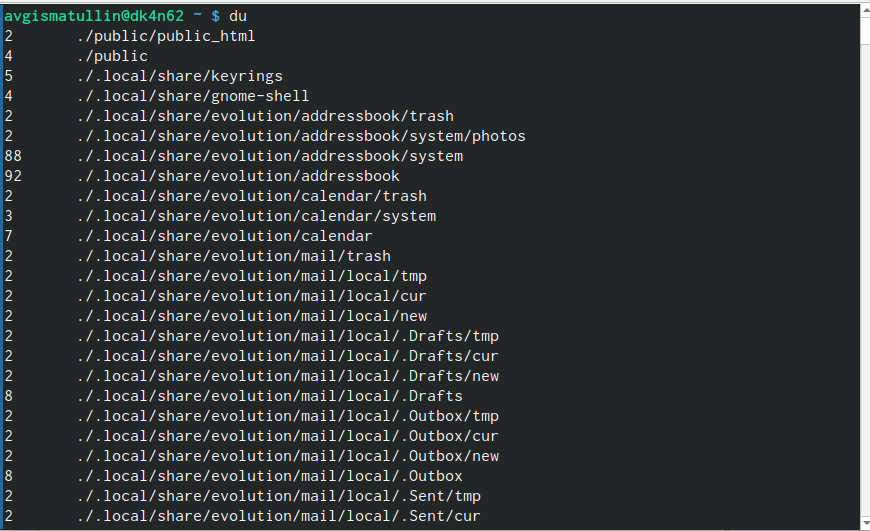 avgismatullin@dk4n62 ~ $ du
2 ./public/public_html
4 ./public
5 ./.local/share/keyrings
4 ./.local/share/gnome-shell
2 ./.local/share/evolution/addressbook/trash
2 ./.local/share/evolution/addressbook/system/photos
88 ./.local/share/evolution/addressbook/system
92 ./.local/share/evolution/addressbook
2 ./.local/share/evolution/calendar/trash
3 ./.local/share/evolution/calendar/system
7 ./.local/share/evolution/calendar
2 ./.local/share/evolution/mail/trash
2 ./.local/share/evolution/mail/local/tmp
2 ./.local/share/evolution/mail/local/cur
2 ./.local/share/evolution/mail/local/new
2 ./.local/share/evolution/mail/local/.Drafts/tmp
2 ./.local/share/evolution/mail/local/.Drafts/cur
2 ./.local/share/evolution/mail/local/.Drafts/new
8 ./.local/share/evolution/mail/local/.Drafts
2 ./.local/share/evolution/mail/local/.Outbox/tmp
2 ./.local/share/evolution/mail/local/.Outbox/cur
2 ./.local/share/evolution/mail/local/.Outbox/new
8 ./.local/share/evolution/mail/local/.Outbox
2 ./.local/share/evolution/mail/local/.Sent/tmp
2 ./.local/share/evolution/mail/local/.Sent/cur